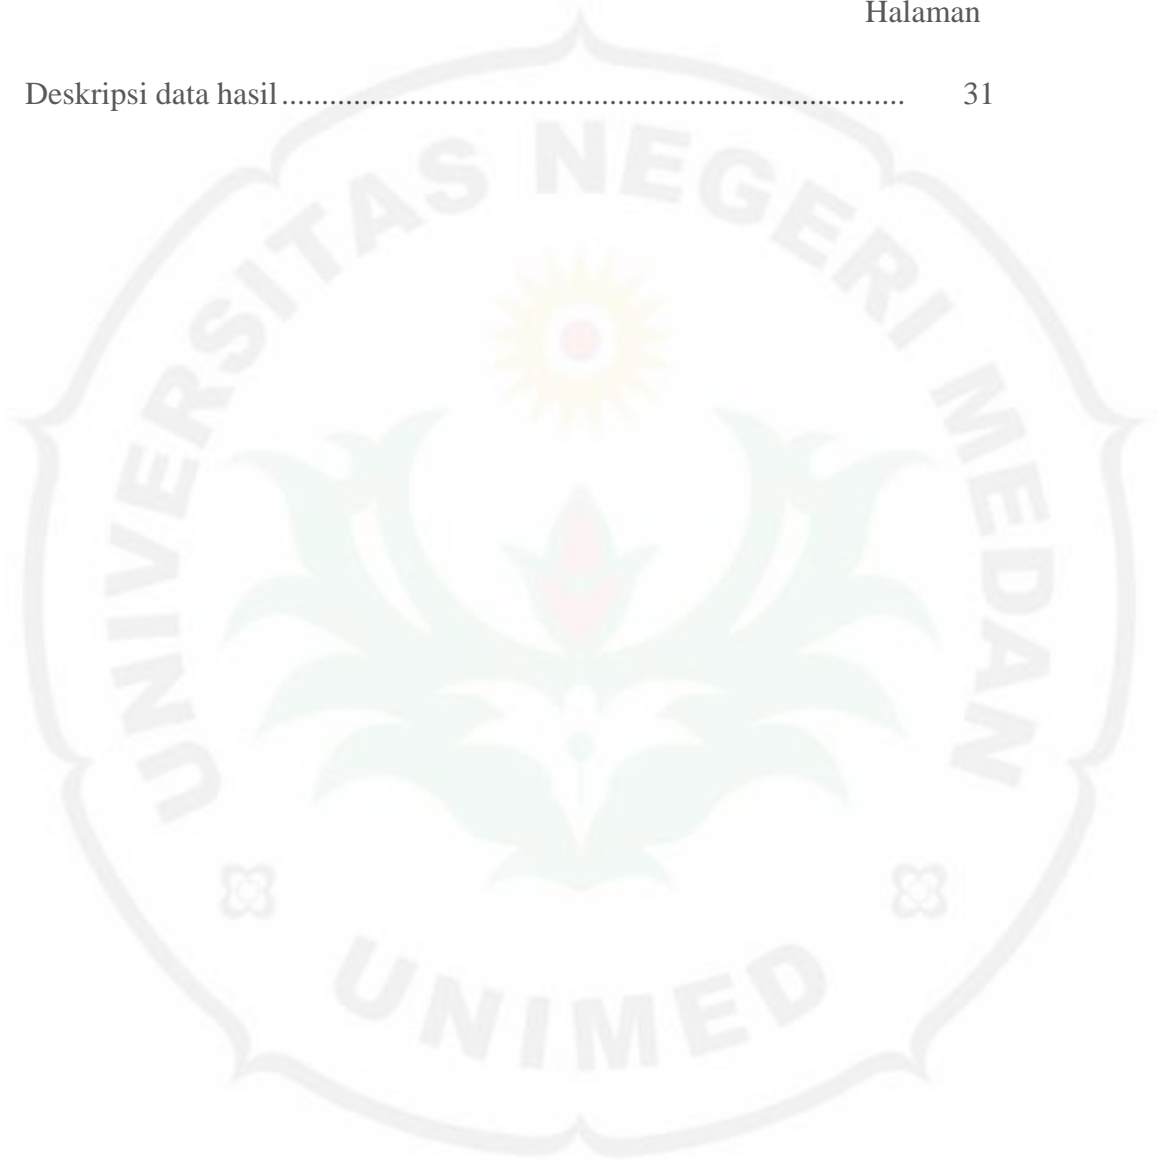 Halaman
Deskripsi data hasil........................................................................... 31
UNIVERSITAS NEGERI MEDAN
UNIMED